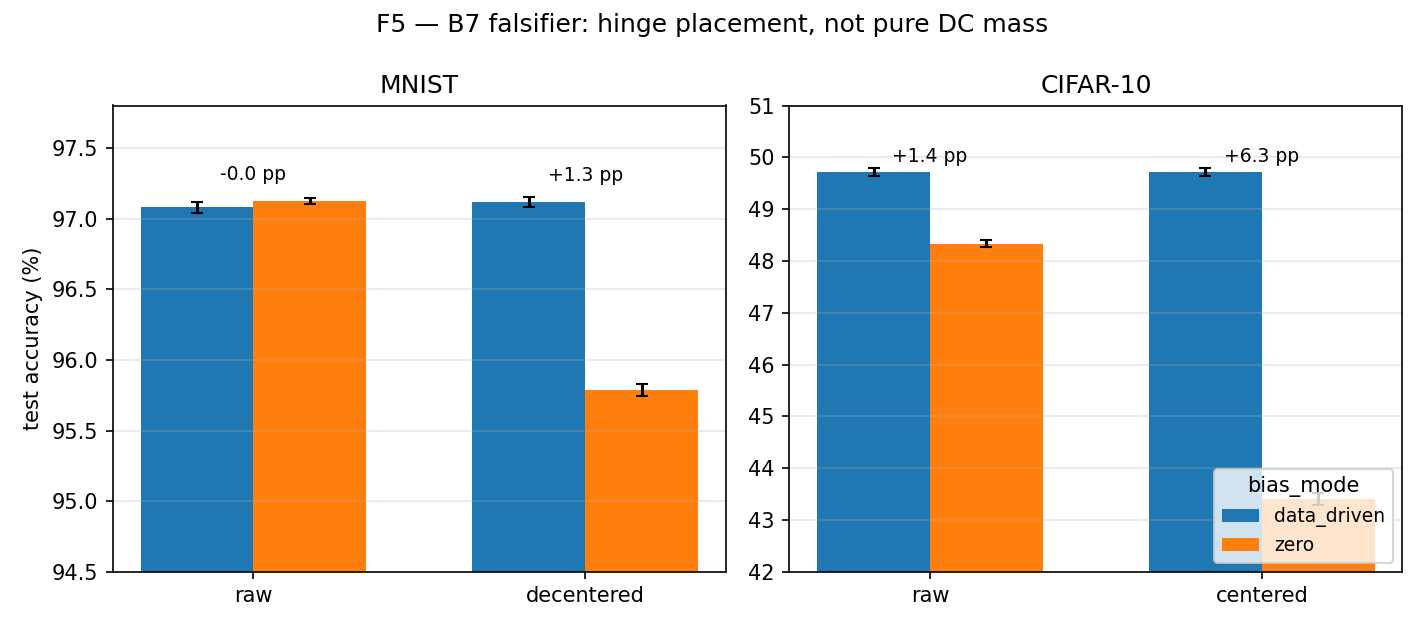 F5 — B7 falsifier: hinge placement, not pure DC mass
MNIST
test accuracy (%)
97.5
97.0
96.5
96.0
95.5
95.0
94.5
-0.0 pp
+1.3 pp
raw
decentered
CIFAR-10
51
50
49
48
47
46
45
44
43
42
+1.4 pp
+6.3 pp
bias_mode
data_driven
zero
raw
centered